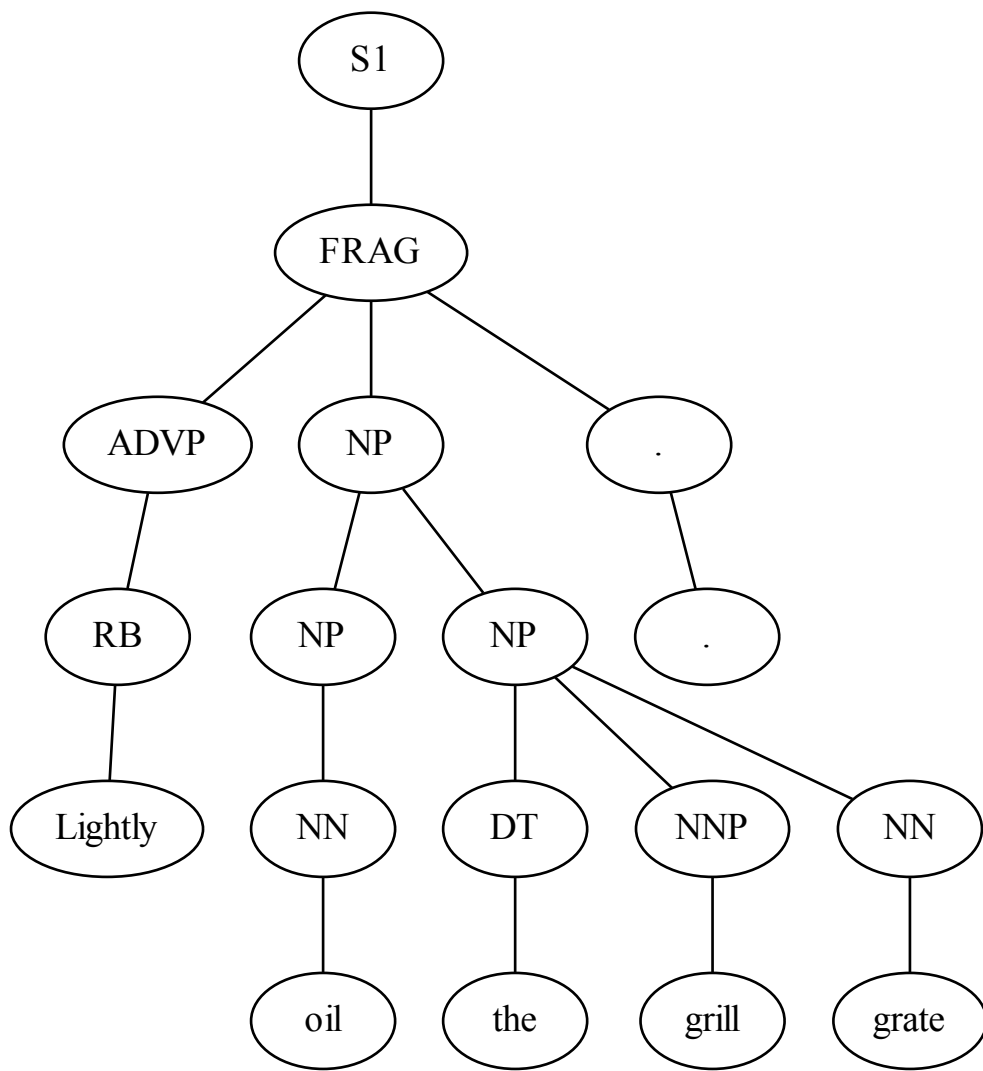 S1
FRAG
ADVP NP .
RB NP NP .
Lightly NN DT NNP NN
oil the grill grate